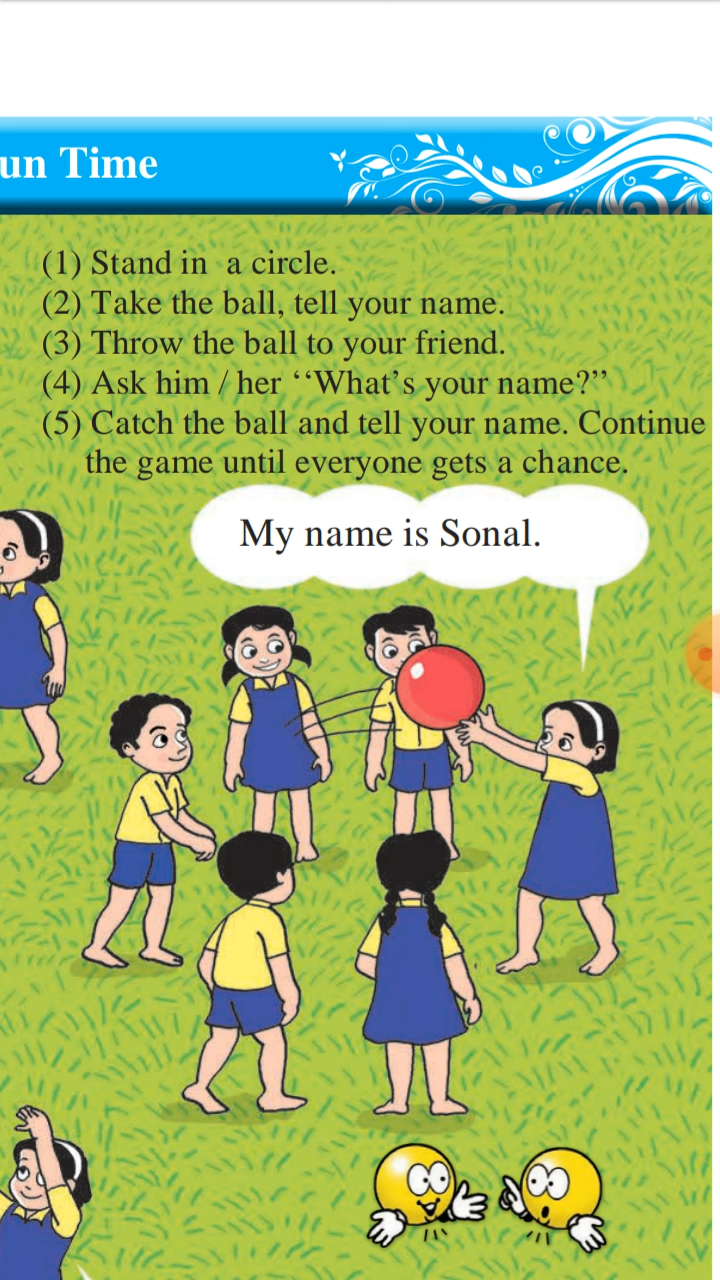 un Time
(1) Stand in a circle.
(2) Take the ball, tell your name.
(3) Throw the ball to your friend.
(4) Ask him / her ‘‘What’s your name?’’
(5) Catch the ball and tell your name. Continue
the game until everyone gets a chance.
My name is Sonal.